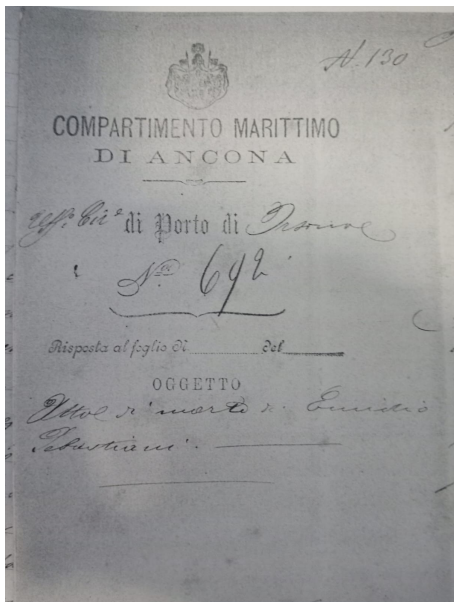 N. 130
COMPARTIMENTO MARITTIMO
DI ANCONA
di Porto di
N. 692
Risposta al foglio di del
OGGETTO
Atto di morte di Emidio
Sebastiani.